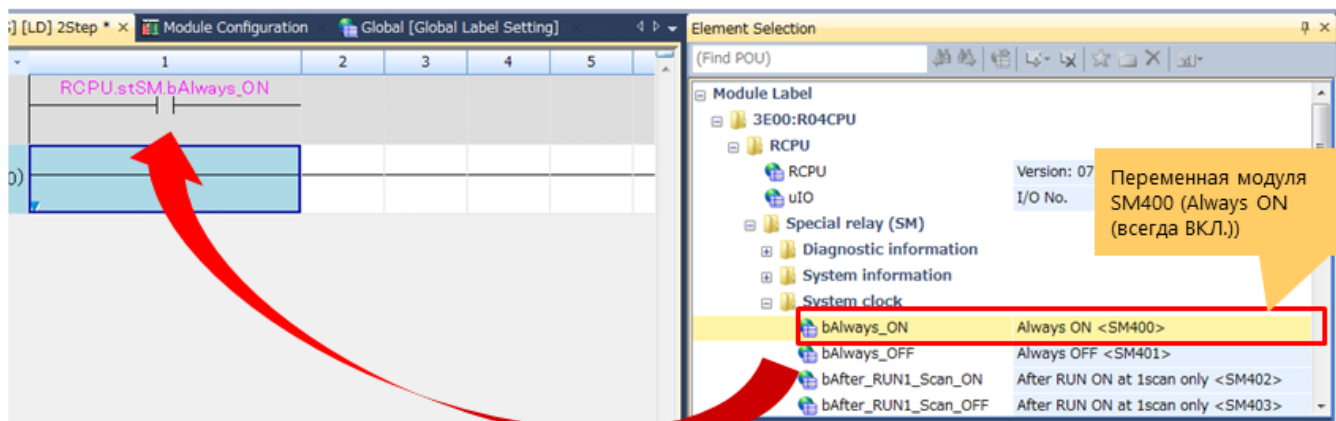 [LD] 2Step *
Module Configuration
Global [Global Label Setting]
1 2 3 4 5
RCPU.stSM.bAlways_ON
Element Selection
(Find POU)
Module Label
3E00:R04CPU
RCPU
RCPU Version: 07
uIO I/O No.
Special relay (SM)
Diagnostic information
System information
System clock
bAlways_ON Always ON <SM400>
bAlways_OFF Always OFF <SM401>
bAfter_RUN1_Scan_ON After RUN ON at 1scan only <SM402>
bAfter_RUN1_Scan_OFF After RUN ON at 1scan only <SM403>
Переменная модуля
SM400 (Always ON
(всегда ВКЛ.))